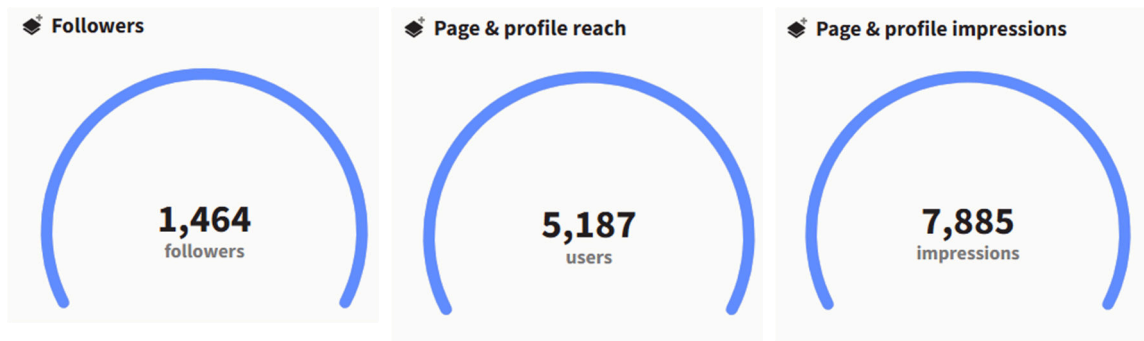 Followers
1,464
followers
Page & profile reach
5,187
users
Page & profile impressions
7,885
impressions